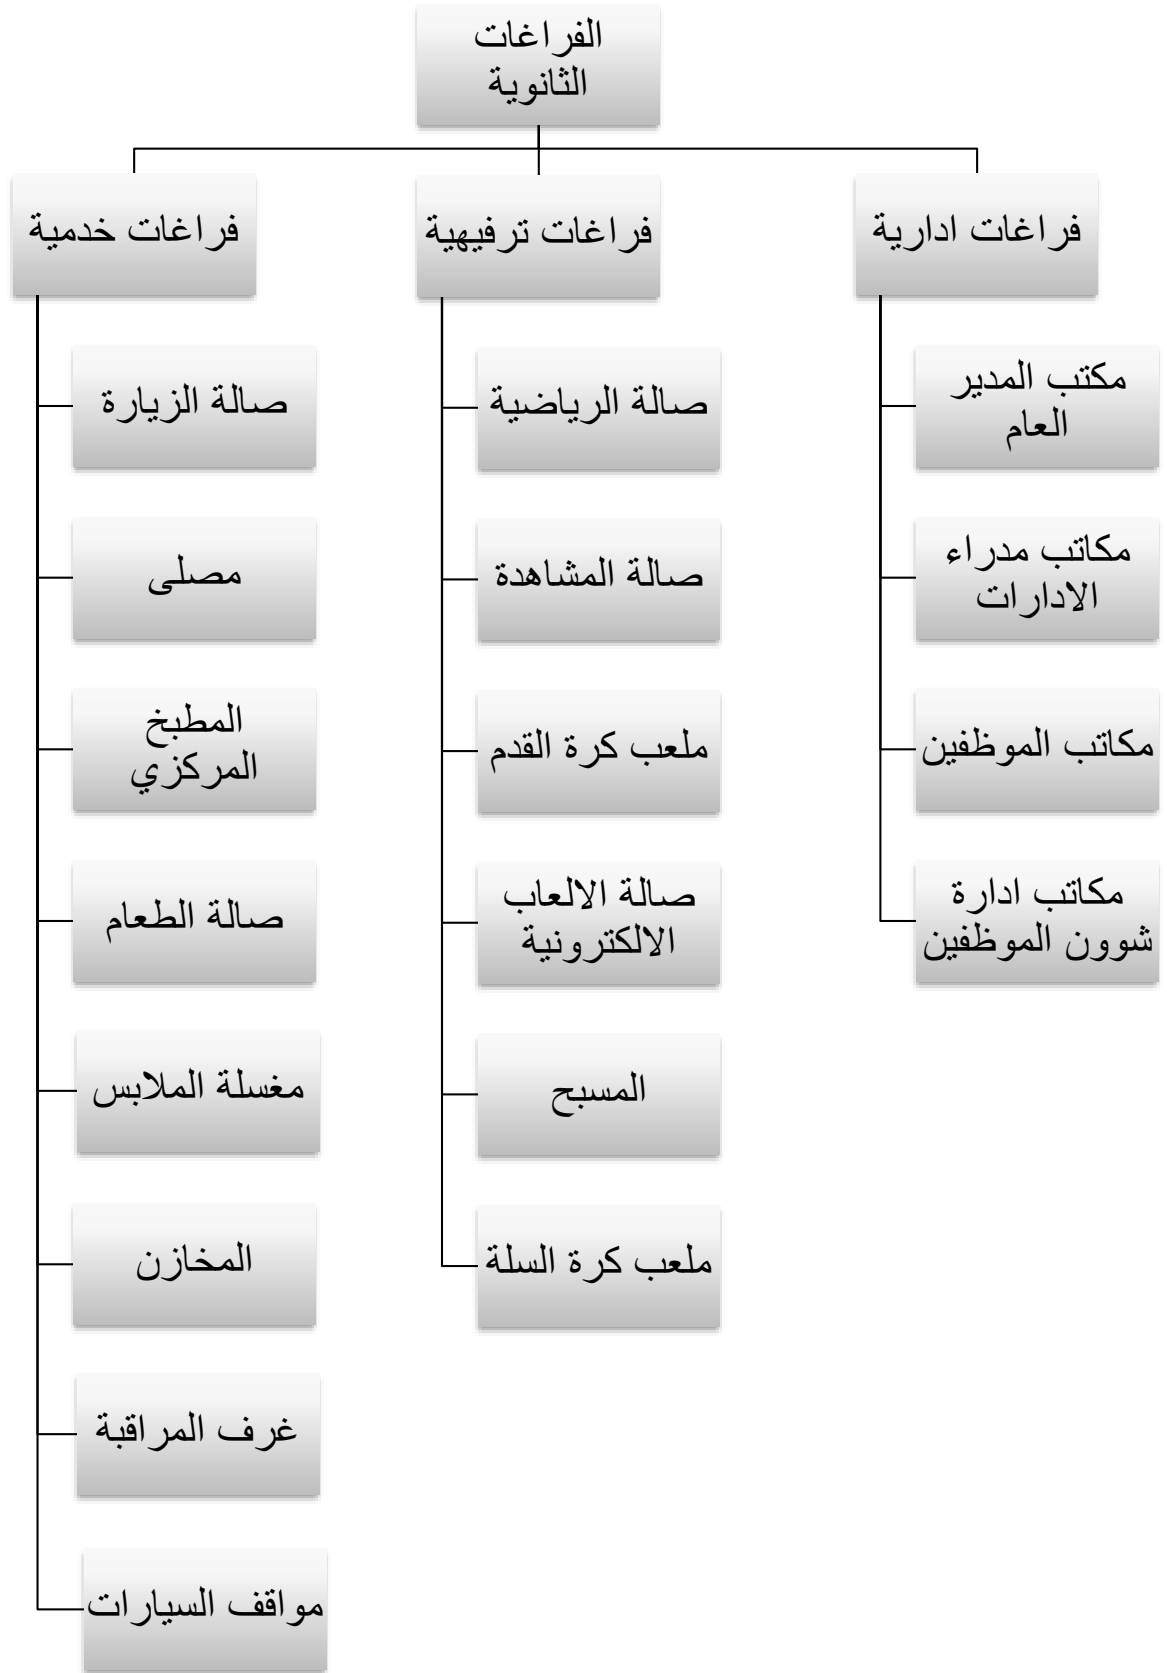 الفراغات
الثانوية
فراغات ادارية
فراغات ترفيهية
فراغات خدمية
مكتب المدير
العام
مكاتب مدراء
الادارات
مكاتب الموظفين
مكاتب ادارة
شوون الموظفين
صالة الرياضية
صالة المشاهدة
ملعب كرة القدم
صالة الالعاب
الالكترونية
المسبح
ملعب كرة السلة
صالة الزيارة
مصلى
المطبخ
المركزي
صالة الطعام
مغسلة الملابس
المخازن
غرف المراقبة
مواقف السيارات